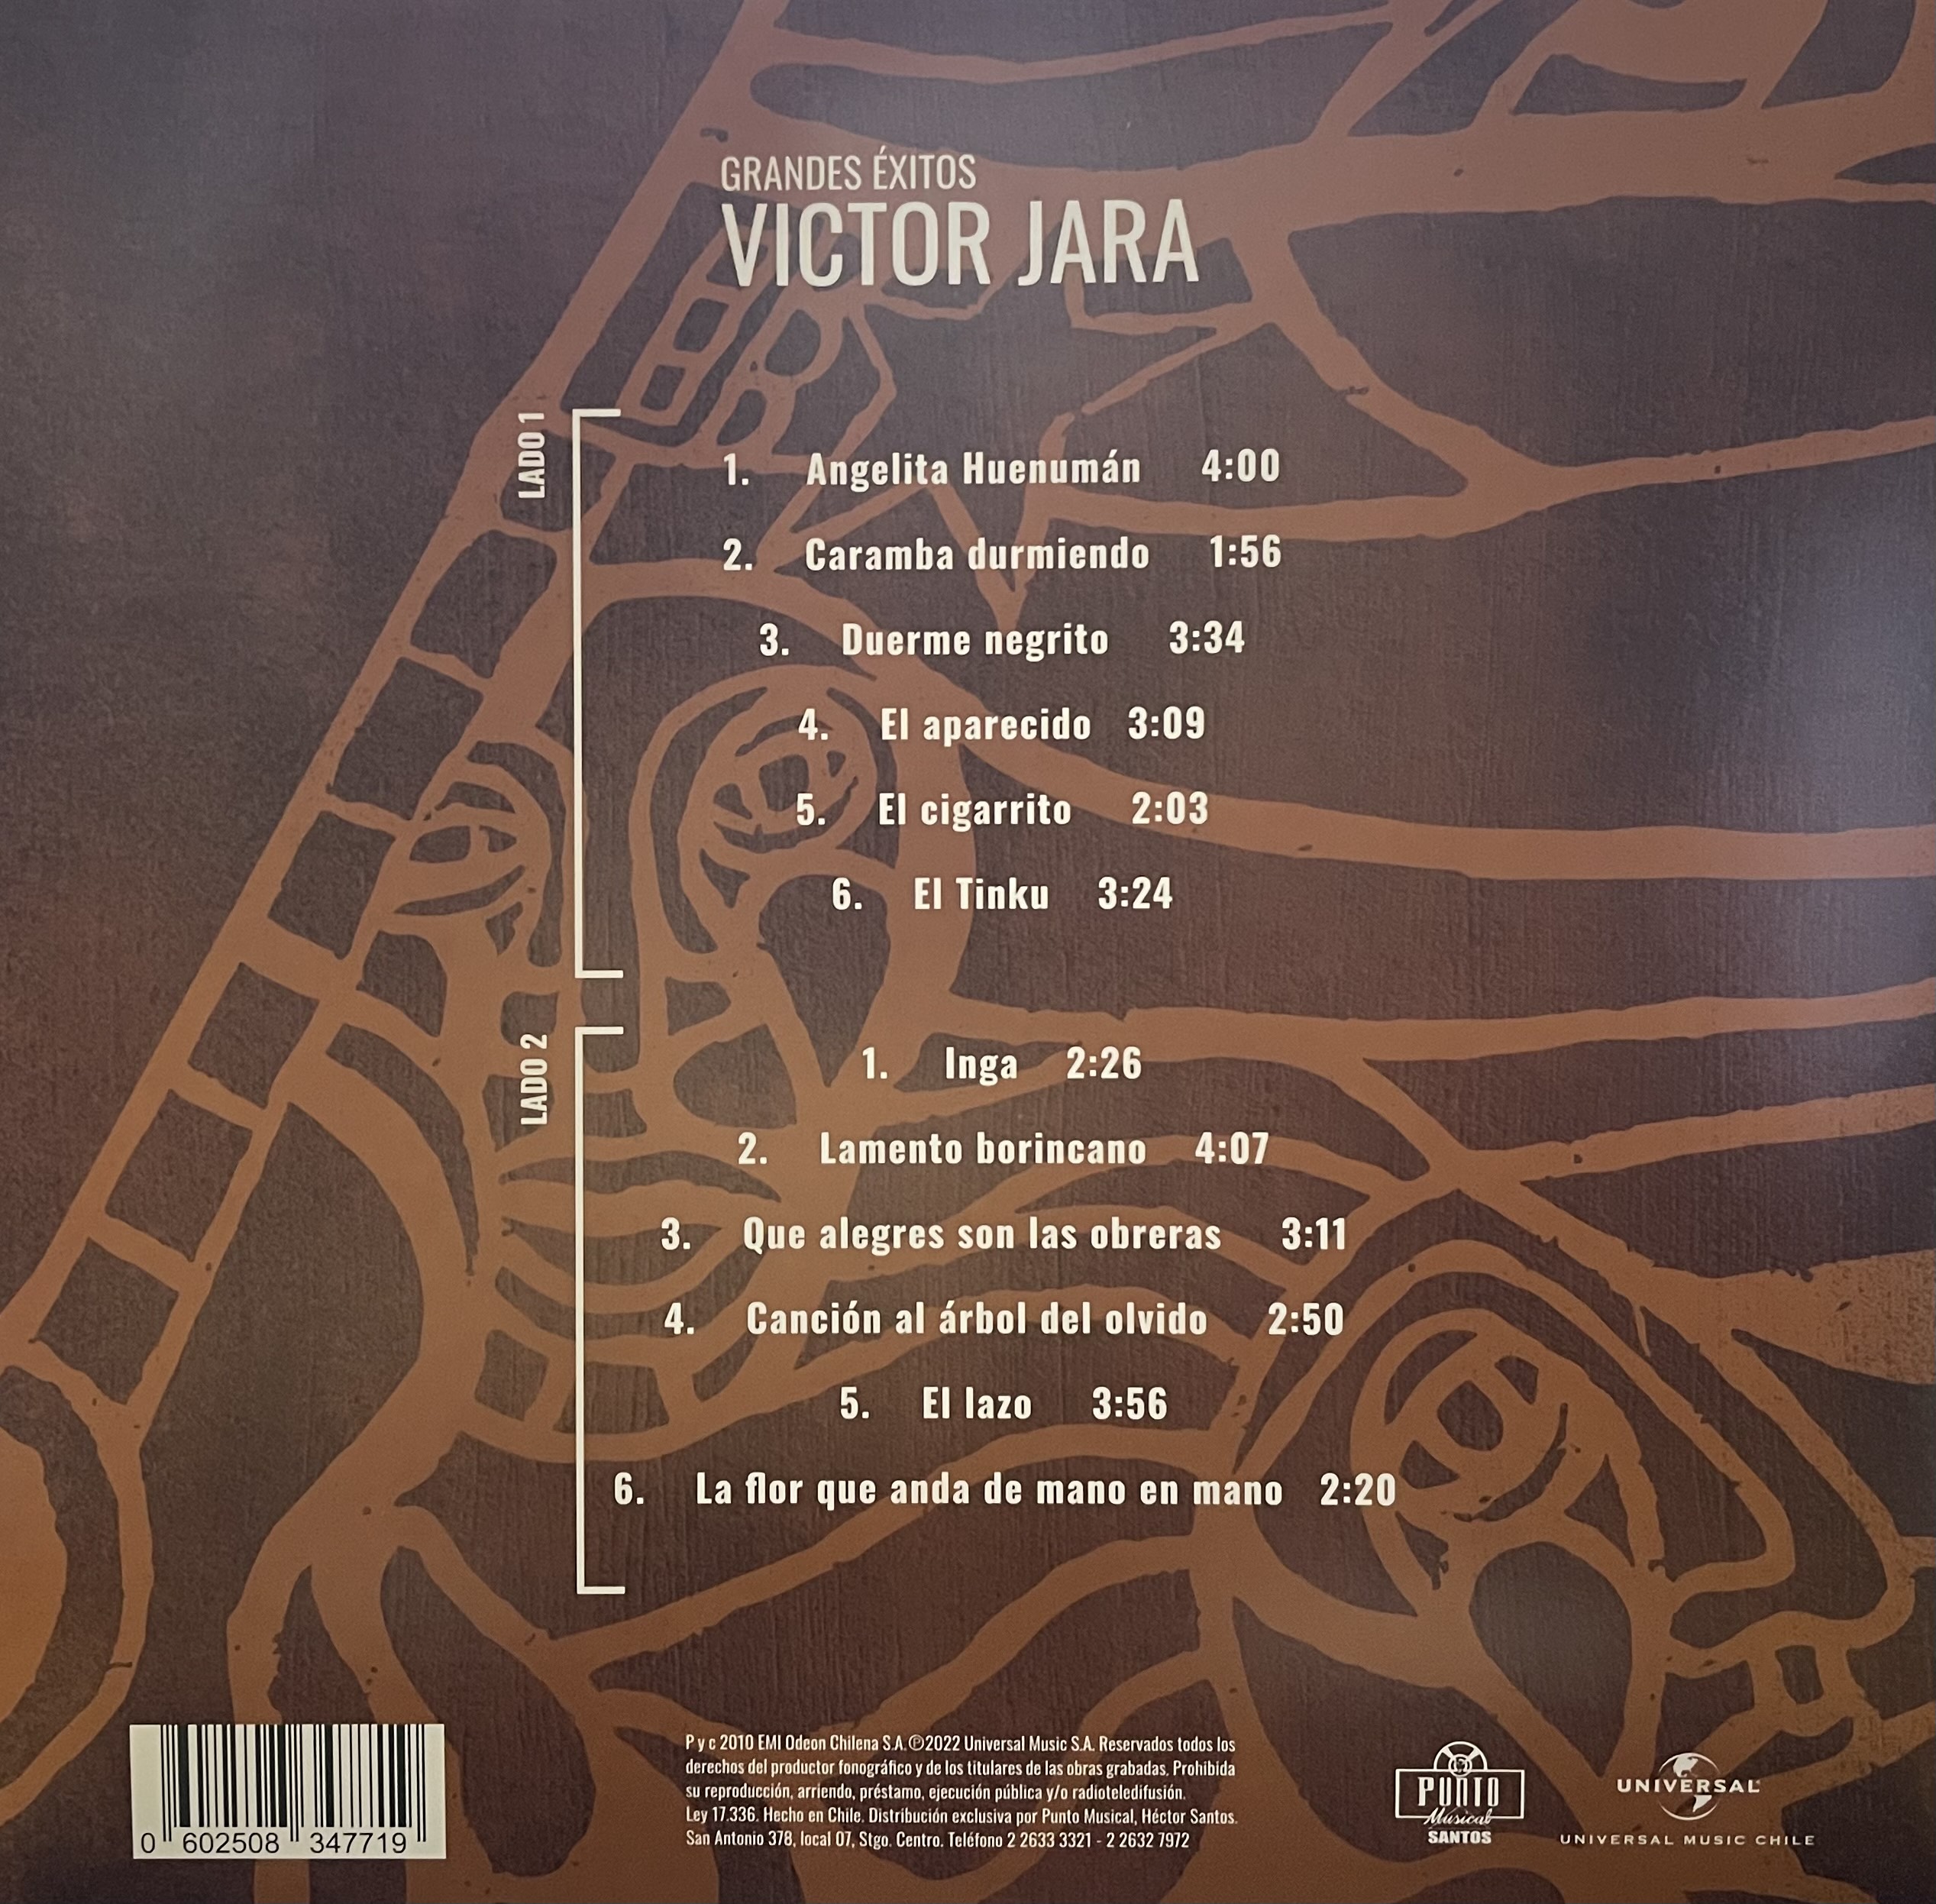 GRANDES ÉXITOS
VICTOR JARA
LADO 1
1. Angelita Huenumán 4:00
2. Caramba durmiendo 1:56
3. Duerme negrito 3:34
4. El aparecido 3:09
5. El cigarrito 2:03
6. El Tinku 3:24
LADO 2
1. Inga 2:26
2. Lamento borincano 4:07
3. Que alegres son las obreras 3:11
4. Canción al árbol del olvido 2:50
5. El lazo 3:56
6. La flor que anda de mano en mano 2:20
0 602508 347719
P y c 2010 EMI Odeon Chilena S.A.℗2022 Universal Music S.A. Reservados todos los
derechos del productor fonográfico y de los titulares de las obras grabadas. Prohibida
su reproducción, arriendo, préstamo, ejecución pública y/o radioteledifusión.
Ley 17.336. Hecho en Chile. Distribución exclusiva por Punto Musical, Héctor Santos.
San Antonio 378, local 07, Stgo. Centro. Teléfono 2 2633 3321 - 2 2632 7972
PUNTO
Musical
SANTOS
UNIVERSAL
UNIVERSAL MUSIC CHILE